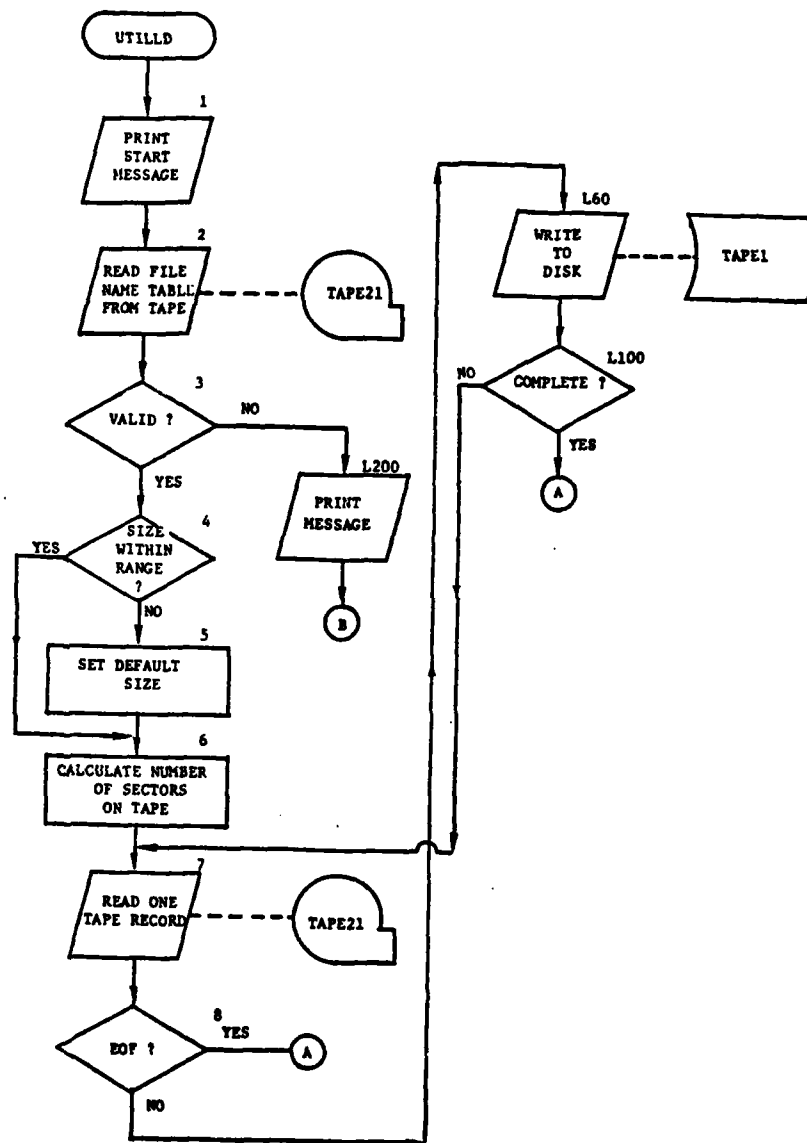 UTILLD
1
PRINT
START
MESSAGE
2
READ FILE
NAME TABLE
FROM TAPE
TAPE21
3
VALID ?
NO
YES
L200
PRINT
MESSAGE
B
4
SIZE
WITHIN
RANGE
?
YES
NO
5
SET DEFAULT
SIZE
6
CALCULATE NUMBER
OF SECTORS
ON TAPE
7
READ ONE
TAPE RECORD
TAPE21
8
EOF ?
YES
A
NO
L60
WRITE
TO
DISK
TAPE1
L100
COMPLETE ?
NO
YES
A